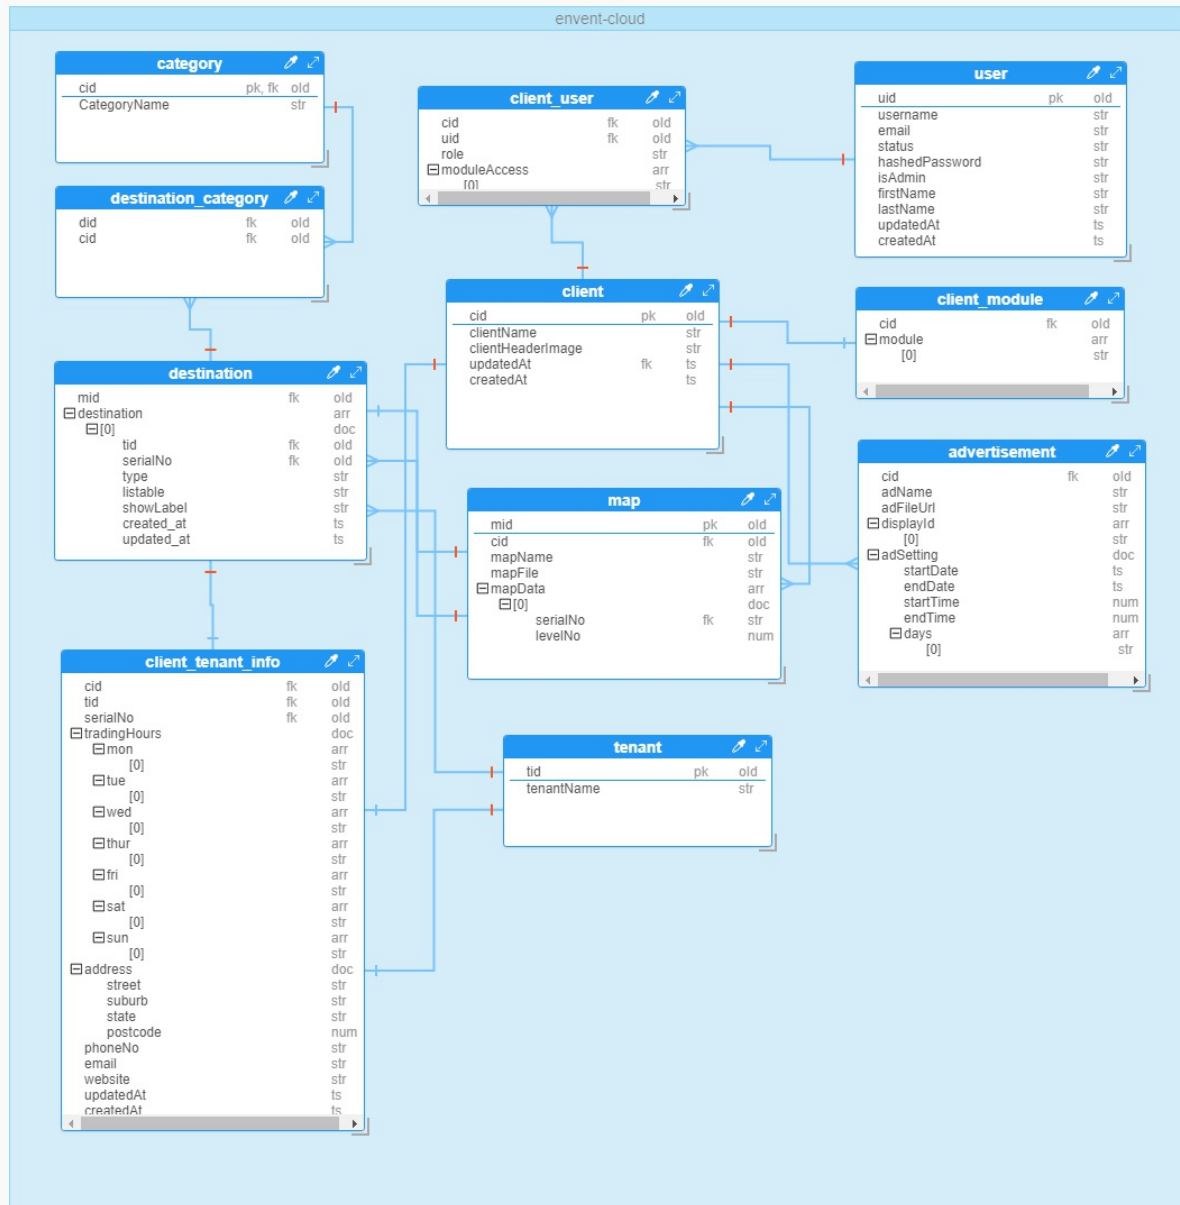 envent-cloud
category
cid pk, fk old
CategoryName str
destination_category
did fk old
cid fk old
client_user
cid fk old
uid fk old
role str
moduleAccess arr
[0] str
user
uid pk old
username str
email str
status str
hashedPassword str
isAdmin str
firstName str
lastName str
updatedAt ts
createdAt ts
client
cid pk old
clientName str
clientHeaderImage str
updatedAt fk ts
createdAt ts
client_module
cid fk old
module arr
[0] str
destination
mid fk old
destination arr
[0] doc
tid fk old
serialNo fk old
type str
listable str
showLabel str
created_at ts
updated_at ts
map
mid pk old
cid fk old
mapName str
mapFile str
mapData arr
[0] doc
serialNo fk str
levelNo num
advertisement
cid fk old
adName str
adFileUrl str
displayId arr
[0] str
adSetting doc
startDate ts
endDate ts
startTime num
endTime num
days arr
[0] str
client_tenant_info
cid fk old
tid fk old
serialNo fk old
tradingHours doc
mon arr
[0] str
tue arr
[0] str
wed arr
[0] str
thur arr
[0] str
fri arr
[0] str
sat arr
[0] str
sun arr
[0] str
address doc
street str
suburb str
state str
postcode num
phoneNo str
email str
website str
updatedAt ts
createdAt ts
tenant
tid pk old
tenantName str